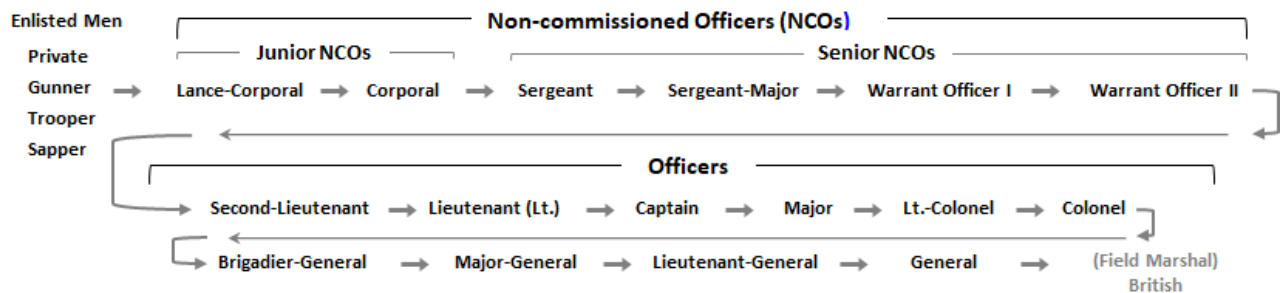 Enlisted Men
Non-commissioned Officers (NCOs)
Private
Junior NCOs
Senior NCOs
Gunner
Lance-Corporal
Corporal
Sergeant
Sergeant-Major
Warrant Officer I
Warrant Officer II
Trooper
Sapper
Officers
Second-Lieutenant
Lieutenant (Lt.)
Captain
Major
Lt.-Colonel
Colonel
Brigadier-General
Major-General
Lieutenant-General
General
(Field Marshal)
British